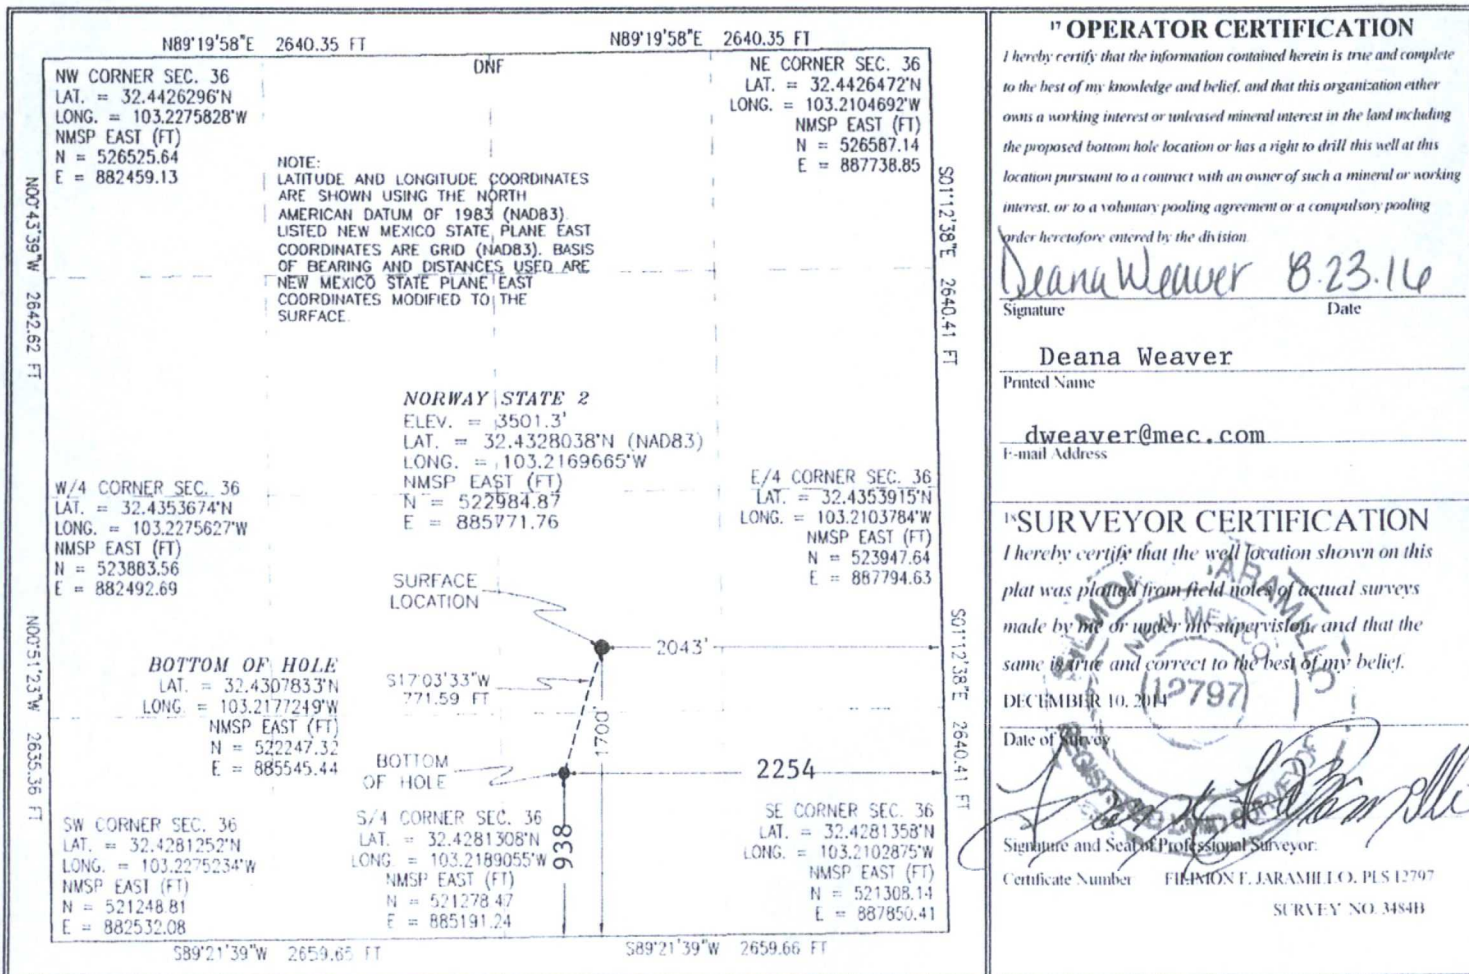 N89°19'58"E 2640.35 FT
N89°19'58"E 2640.35 FT
NW CORNER SEC. 36
LAT. = 32.4426296°N
LONG. = 103.2275828°W
NMSP EAST (FT)
N = 526525.64
E = 882459.13
DNF
NE CORNER SEC. 36
LAT. = 32.4426472°N
LONG. = 103.2104692°W
NMSP EAST (FT)
N = 526587.14
E = 887738.85
NOTE:
LATITUDE AND LONGITUDE COORDINATES
ARE SHOWN USING THE NORTH
AMERICAN DATUM OF 1983 (NAD83).
LISTED NEW MEXICO STATE PLANE EAST
COORDINATES ARE GRID (NAD83). BASIS
OF BEARING AND DISTANCES USED ARE
NEW MEXICO STATE PLANE EAST
COORDINATES MODIFIED TO THE
SURFACE.
N00°43'39"W 2642.62 FT
S01°12'38"E 2640.41 FT
NORWAY STATE 2
ELEV. = 3501.3'
LAT. = 32.4328038°N (NAD83)
LONG. = 103.2169665°W
NMSP EAST (FT)
N = 522984.87
E = 885771.76
W/4 CORNER SEC. 36
LAT. = 32.4353674°N
LONG. = 103.2275627°W
NMSP EAST (FT)
N = 523883.56
E = 882492.69
E/4 CORNER SEC. 36
LAT. = 32.4353915°N
LONG. = 103.2103784°W
NMSP EAST (FT)
N = 523947.64
E = 887794.63
SURFACE
LOCATION
2043'
N00°51'23"W 2635.36 FT
S01°12'38"E 2640.41 FT
BOTTOM OF HOLE
LAT. = 32.4307833°N
LONG. = 103.2177249°W
NMSP EAST (FT)
N = 522247.32
E = 885545.44
S17°03'33"W
771.59 FT
1700'
BOTTOM
OF HOLE
2254
938
SW CORNER SEC. 36
LAT. = 32.4281252°N
LONG. = 103.2275234°W
NMSP EAST (FT)
N = 521248.81
E = 882532.08
S/4 CORNER SEC. 36
LAT. = 32.4281308°N
LONG. = 103.2189055°W
NMSP EAST (FT)
N = 521278.47
E = 885191.24
SE CORNER SEC. 36
LAT. = 32.4281358°N
LONG. = 103.2102875°W
NMSP EAST (FT)
N = 521308.14
E = 887850.41
S89°21'39"W 2659.65 FT
S89°21'39"W 2659.66 FT
17 OPERATOR CERTIFICATION
I hereby certify that the information contained herein is true and complete
to the best of my knowledge and belief, and that this organization either
owns a working interest or unleased mineral interest in the land including
the proposed bottom hole location or has a right to drill this well at this
location pursuant to a contract with an owner of such a mineral or working
interest, or to a voluntary pooling agreement or a compulsory pooling
order heretofore entered by the division.
Deana Weaver 8.23.16
Signature Date
Deana Weaver
Printed Name
dweaver@mec.com
E-mail Address
18 SURVEYOR CERTIFICATION
I hereby certify that the well location shown on this
plat was plotted from field notes of actual surveys
made by me or under my supervision, and that the
same is true and correct to the best of my belief.
DECEMBER 10, 2014
Date of Survey
NEW MEXICO
12797
Signature and Seal of Professional Surveyor:
Certificate Number FILIMON F. JARAMILLO, PLS 12797
SURVEY NO. 3484B